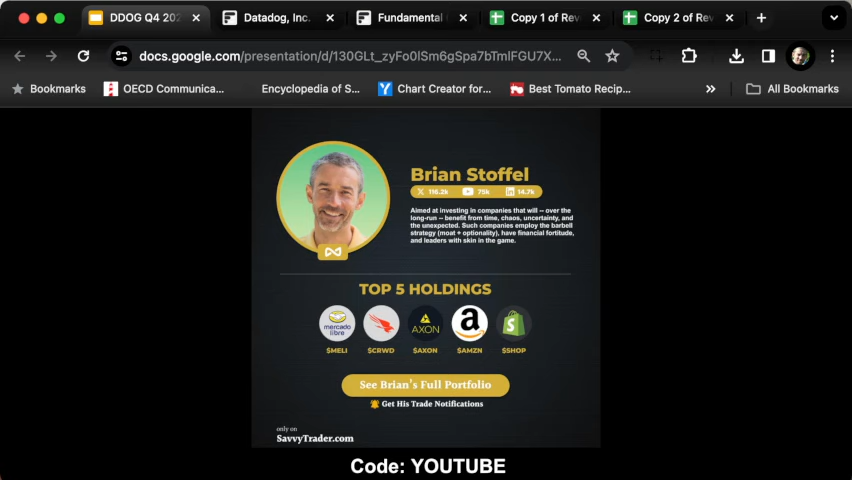 DDOG Q4 202
Datadog, Inc.
Fundamental
Copy 1 of Rev
Copy 2 of Rev
docs.google.com/presentation/d/130GLt_zyFo0lSm6gSpa7bTmlFGU7X...
Bookmarks
OECD Communica...
Encyclopedia of S...
Chart Creator for...
Best Tomato Recip...
All Bookmarks
Brian Stoffel
116.2k 75k 14.7k
Aimed at investing in companies that will – over the
long-run – benefit from time, chaos, uncertainty, and
the unexpected. Such companies employ the barbell
strategy (moat + optionality), have financial fortitude,
and leaders with skin in the game.
TOP 5 HOLDINGS
mercado
libre
AXON
$MELI $CRWD $AXON $AMZN $SHOP
See Brian's Full Portfolio
Get His Trade Notifications
only on
SavvyTrader.com
Code: YOUTUBE